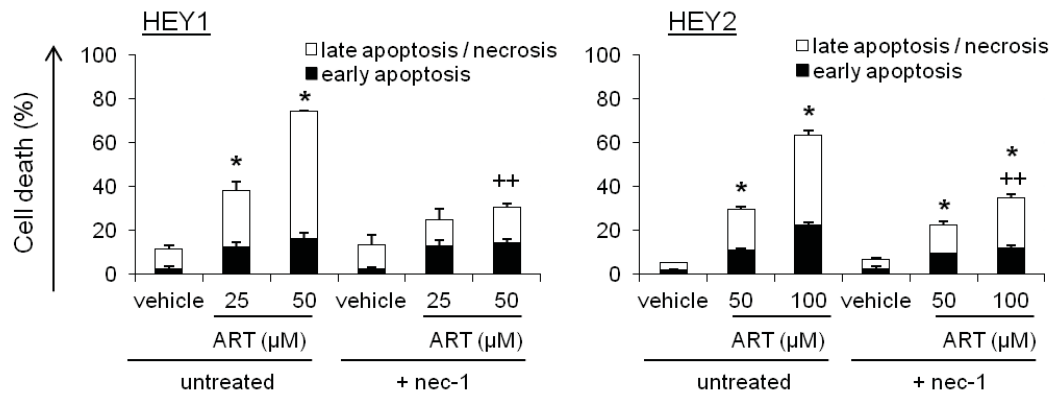 HEY1
late apoptosis / necrosis
early apoptosis
Cell death (%)
100
80
60
40
20
0
*
*
++
vehicle 25 50 vehicle 25 50
ART (µM) ART (µM)
untreated + nec-1
HEY2
late apoptosis / necrosis
early apoptosis
100
80
60
40
20
0
*
*
*
*
++
vehicle 50 100 vehicle 50 100
ART (µM) ART (µM)
untreated + nec-1